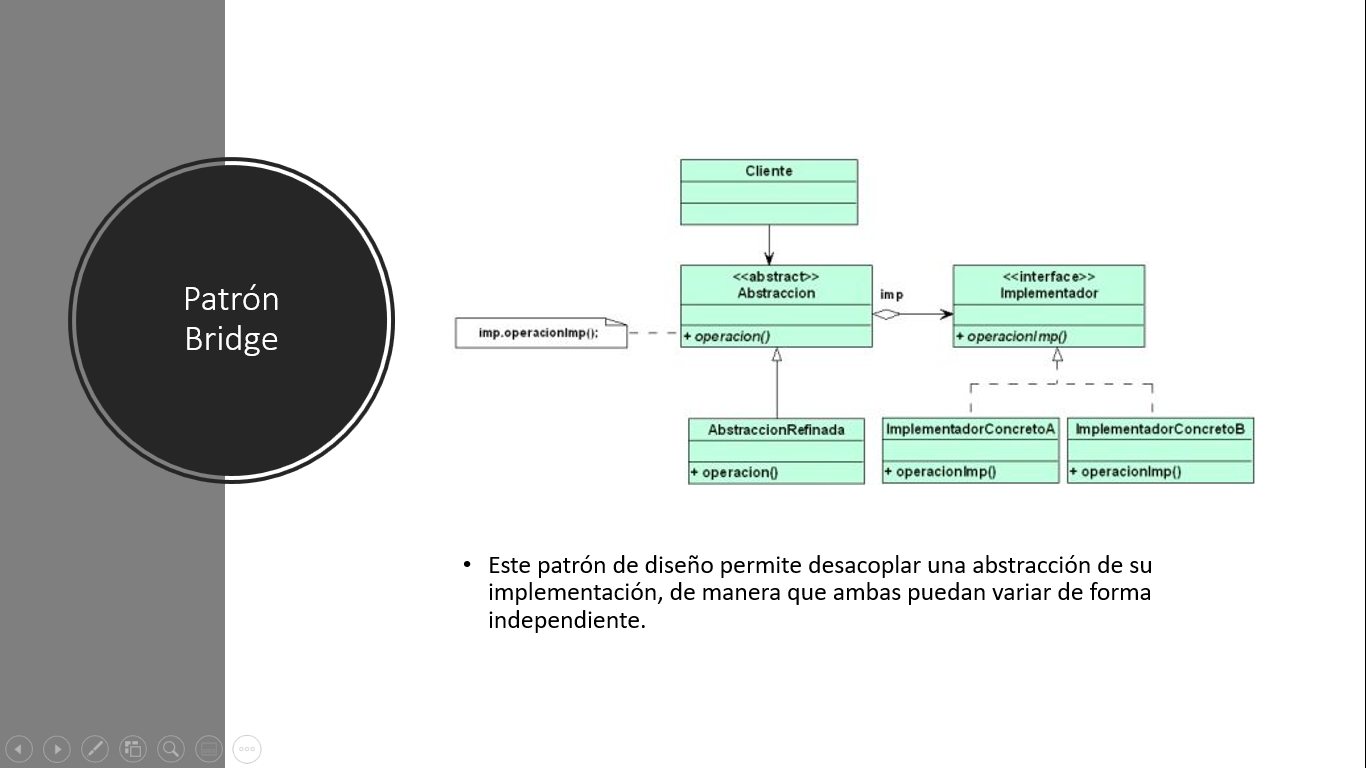 Patrón
Bridge
Cliente
<<abstract>>
Abstraccion
+ operacion()
imp
<<interface>>
Implementador
+ operacionImp()
imp.operacionImp();
AbstraccionRefinada
+ operacion()
ImplementadorConcretoA
+ operacionImp()
ImplementadorConcretoB
+ operacionImp()
• Este patrón de diseño permite desacoplar una abstracción de su
implementación, de manera que ambas puedan variar de forma
independiente.